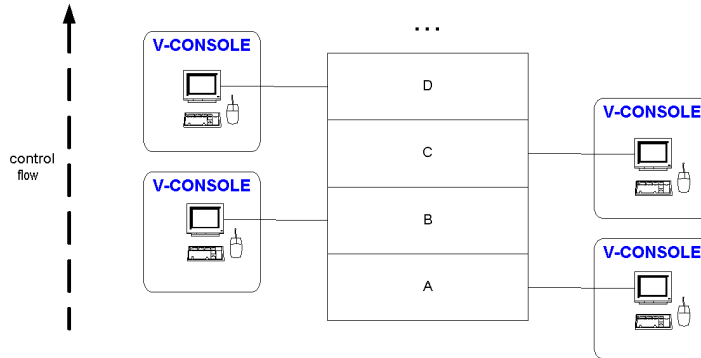 ...
V-CONSOLE
D
V-CONSOLE
C
control
flow
V-CONSOLE
B
V-CONSOLE
A